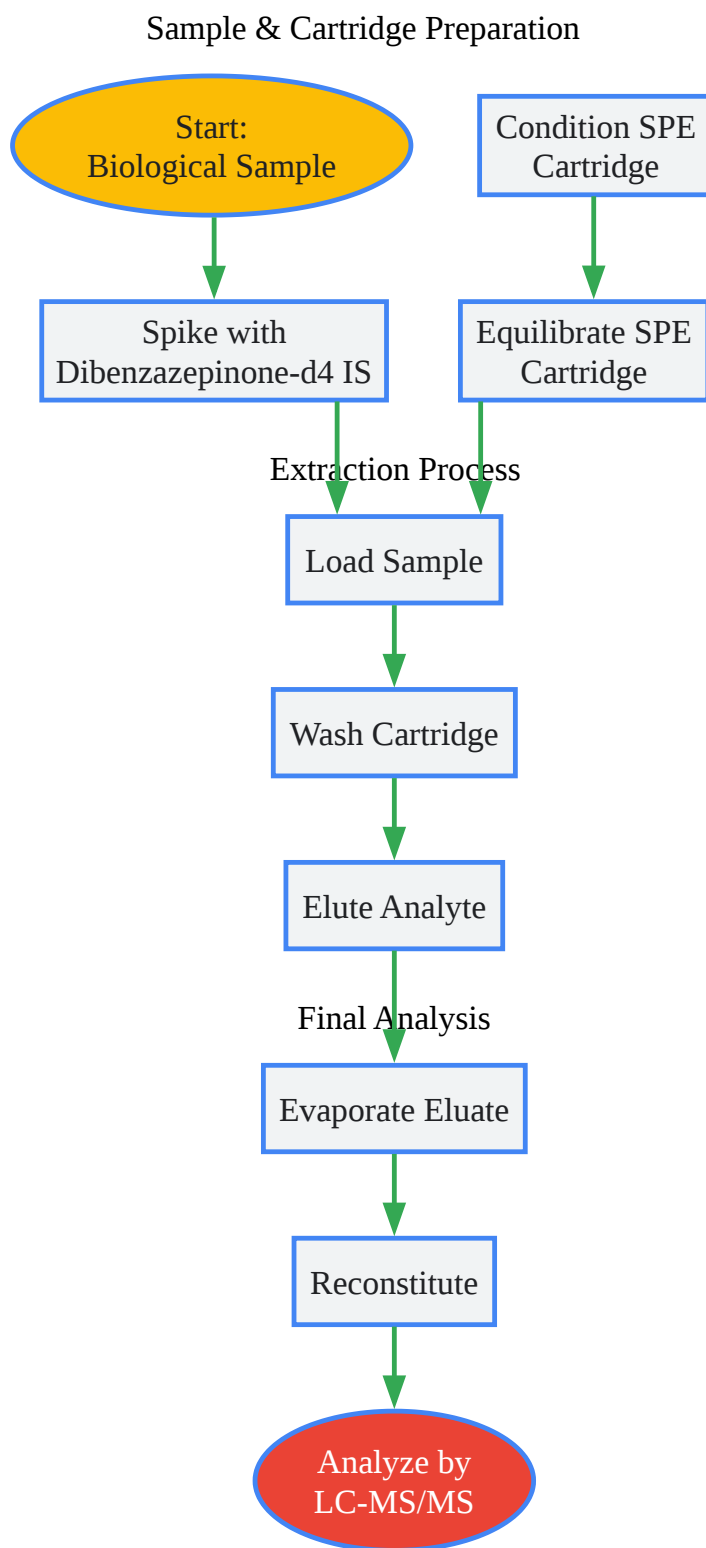 Sample & Cartridge Preparation
Start:
Biological Sample
Condition SPE
Cartridge
Spike with
Dibenzazepinone-d4 IS
Equilibrate SPE
Cartridge
Extraction Process
Load Sample
Wash Cartridge
Elute Analyte
Final Analysis
Evaporate Eluate
Reconstitute
Analyze by
LC-MS/MS